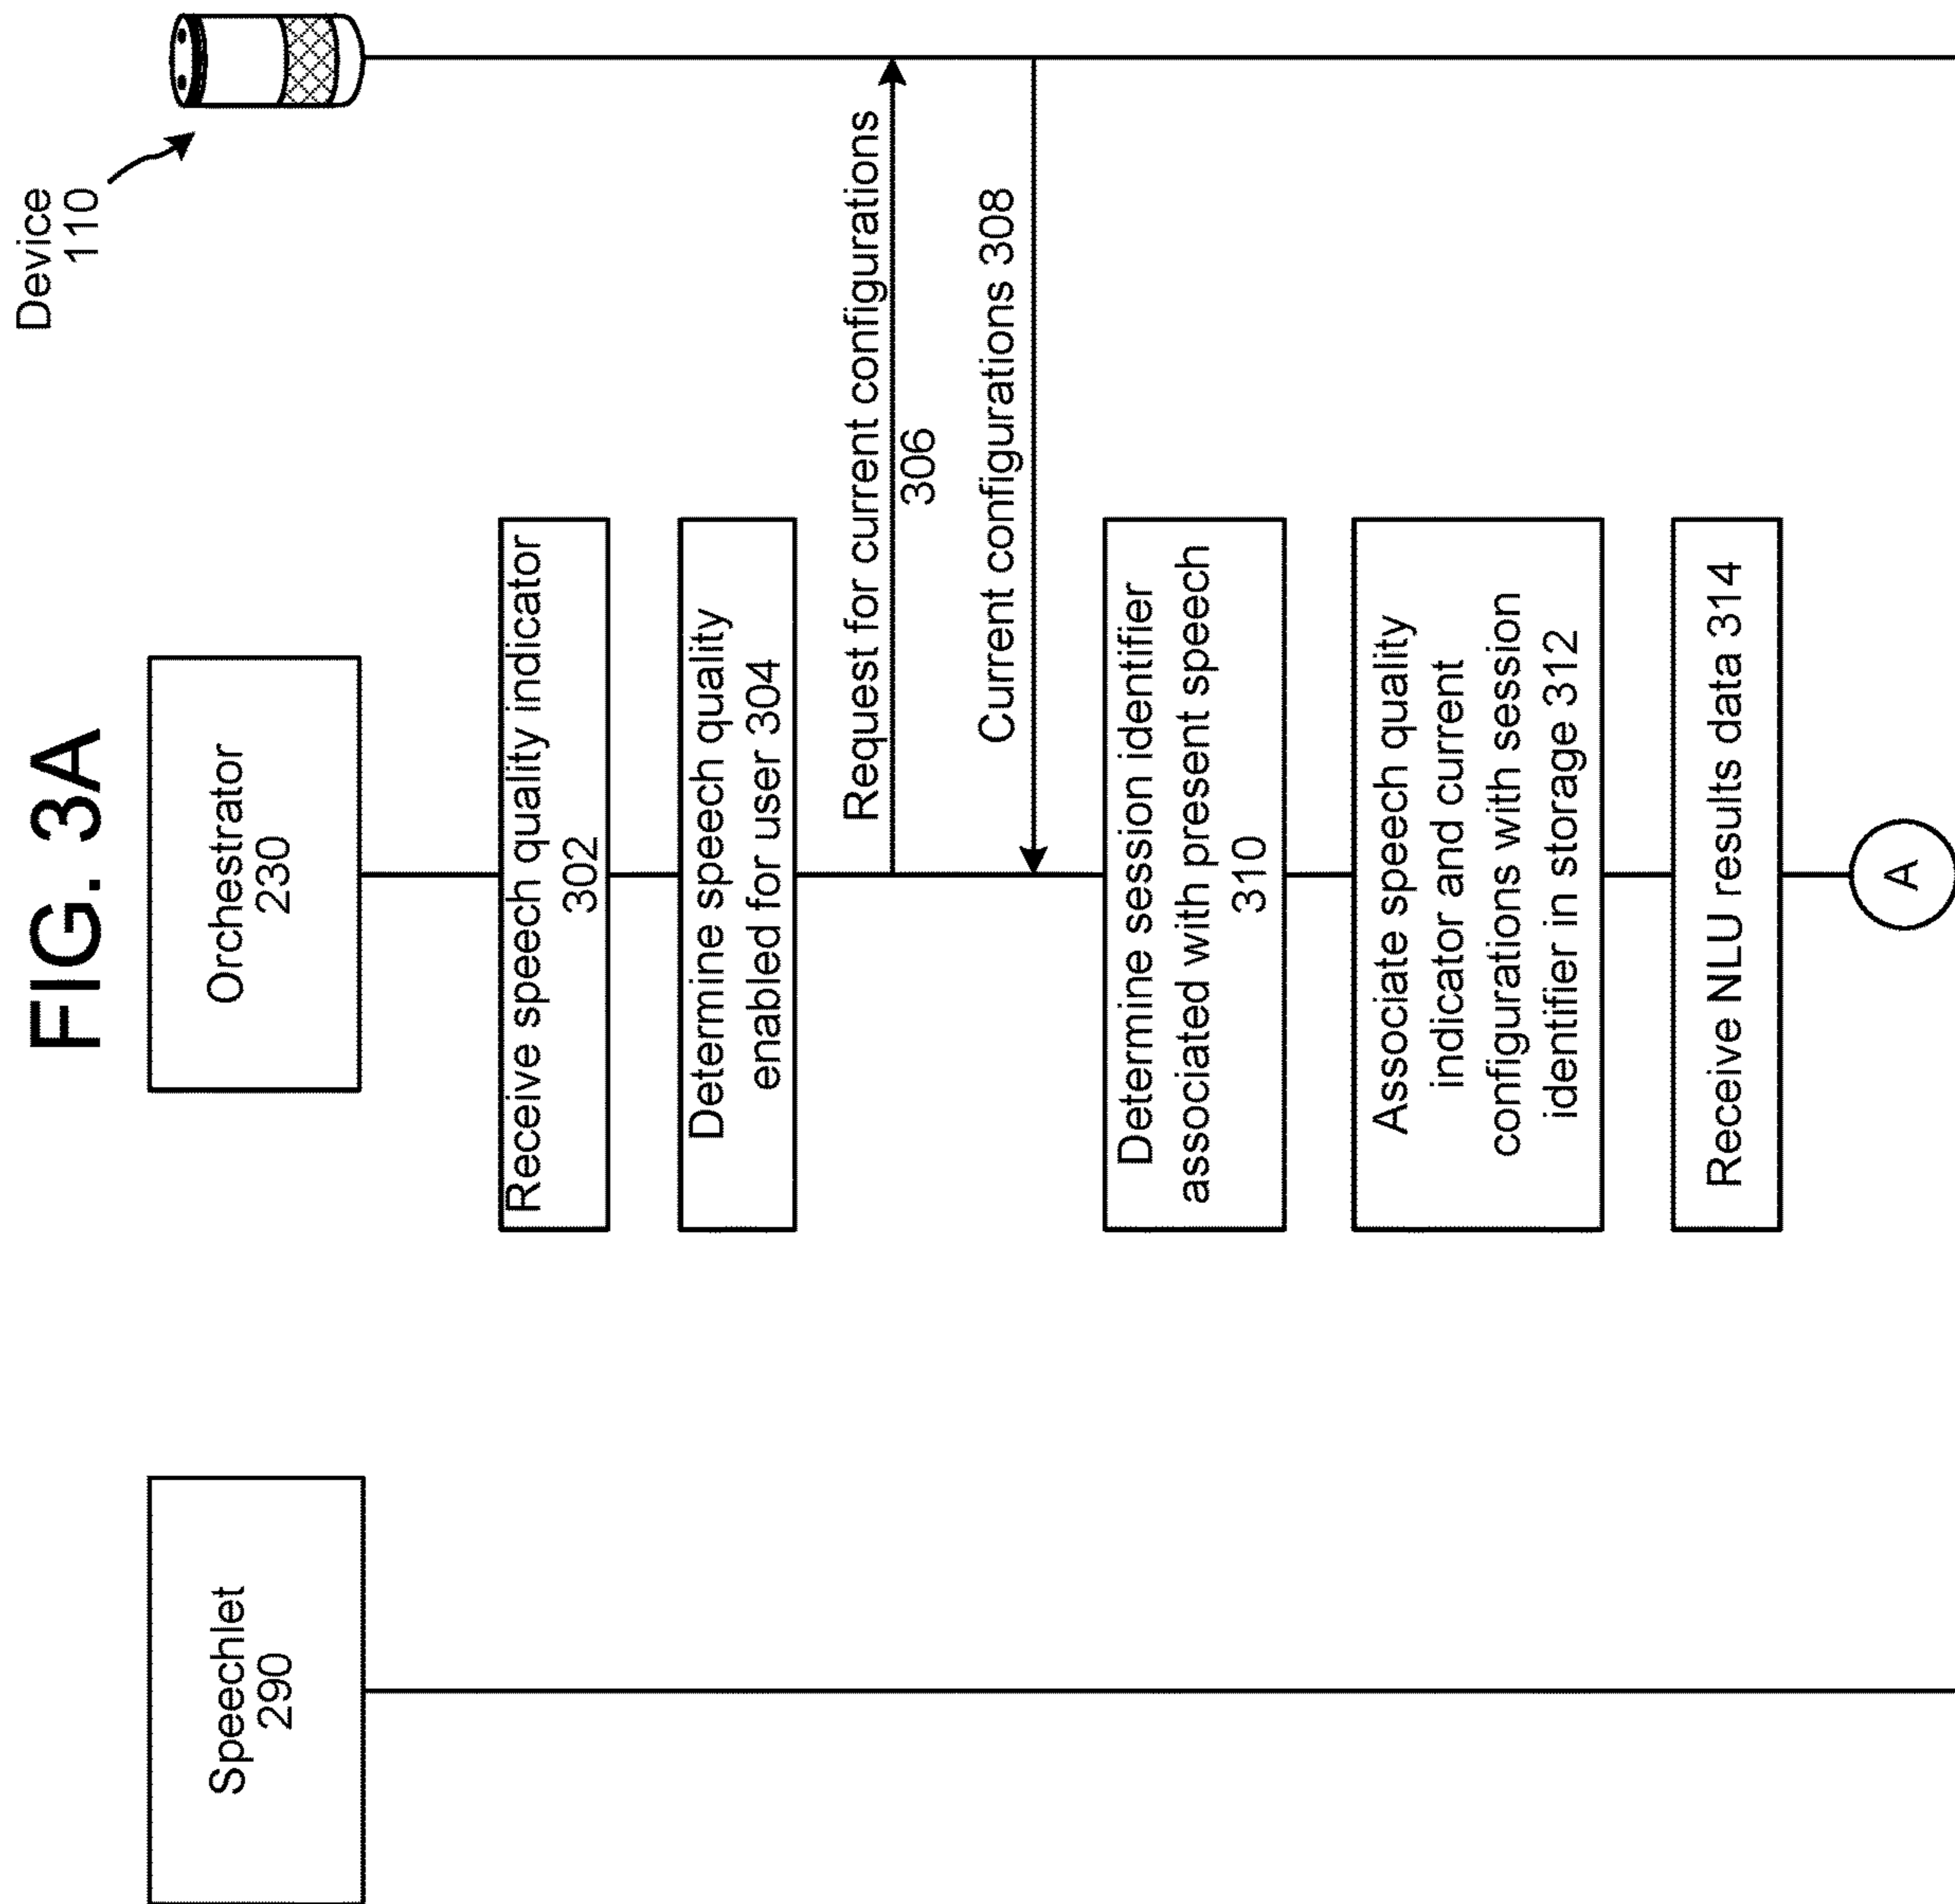 FIG. 3A
Speechlet
290
Orchestrator
230
Device
110
Receive speech quality indicator
302
Determine speech quality
enabled for user 304
Request for current configurations
306
Current configurations 308
Determine session identifier
associated with present speech
310
Associate speech quality
indicator and current
configurations with session
identifier in storage 312
Receive NLU results data 314
A